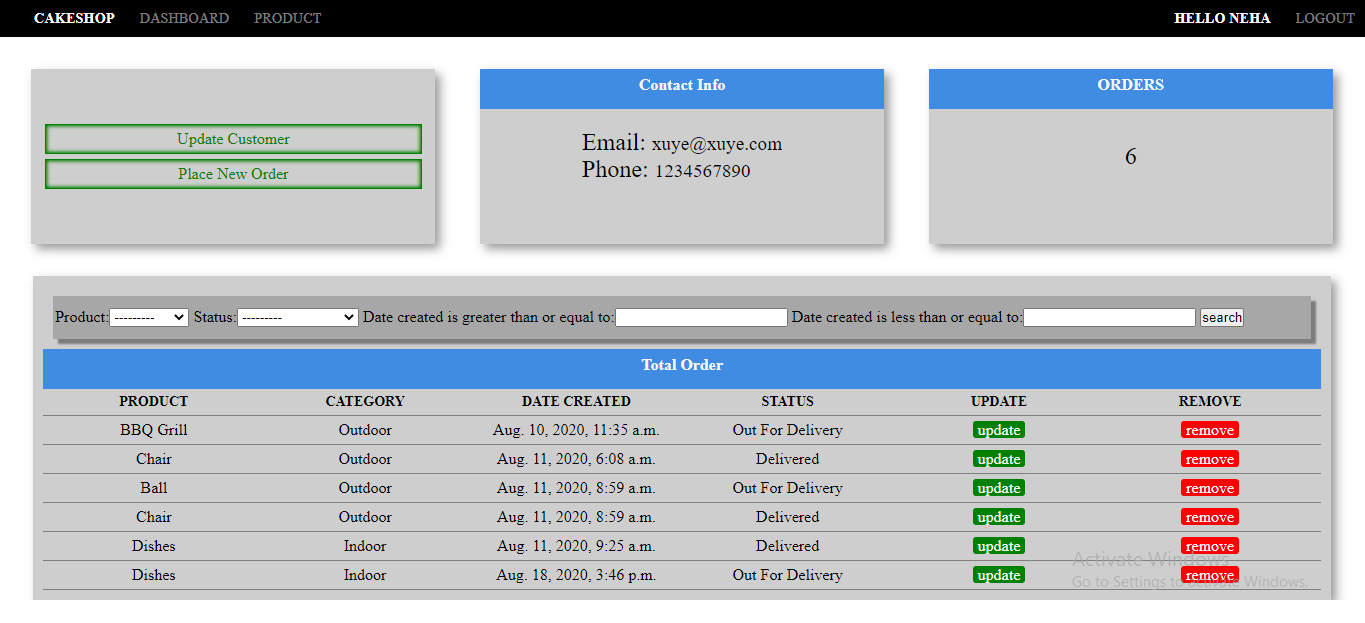 CAKESHOP DASHBOARD PRODUCT HELLO NEHA LOGOUT
Update Customer
Place New Order
Contact Info
Email: xuye@xuye.com
Phone: 1234567890
ORDERS
6
Product: --------- Status: --------- Date created is greater than or equal to: Date created is less than or equal to: search
Total Order
PRODUCT CATEGORY DATE CREATED STATUS UPDATE REMOVE
BBQ Grill Outdoor Aug. 10, 2020, 11:35 a.m. Out For Delivery update remove
Chair Outdoor Aug. 11, 2020, 6:08 a.m. Delivered update remove
Ball Outdoor Aug. 11, 2020, 8:59 a.m. Out For Delivery update remove
Chair Outdoor Aug. 11, 2020, 8:59 a.m. Delivered update remove
Dishes Indoor Aug. 11, 2020, 9:25 a.m. Delivered update remove
Dishes Indoor Aug. 18, 2020, 3:46 p.m. Out For Delivery update remove
Activate Windows
Go to Settings to activate Windows.